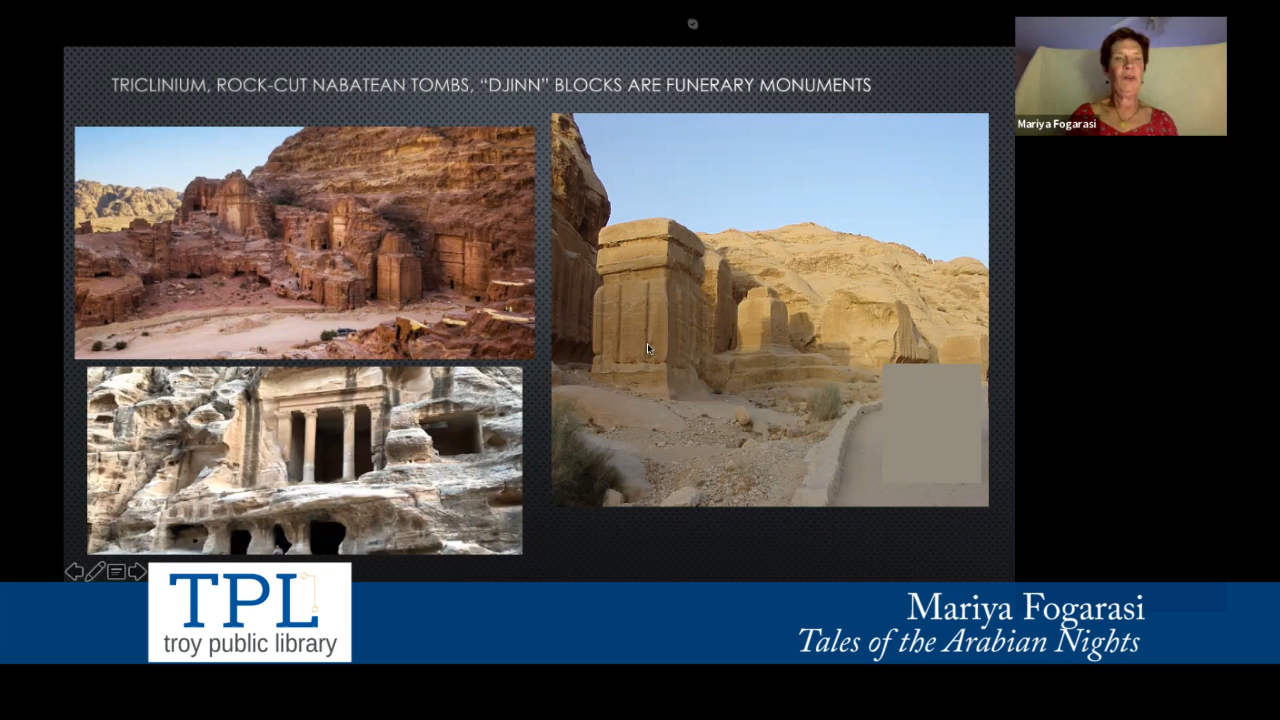 TRICLINIUM, ROCK-CUT NABATEAN TOMBS, “DJINN” BLOCKS ARE FUNERARY MONUMENTS
Mariya Fogarasi
TPL
troy public library
Mariya Fogarasi
Tales of the Arabian Nights